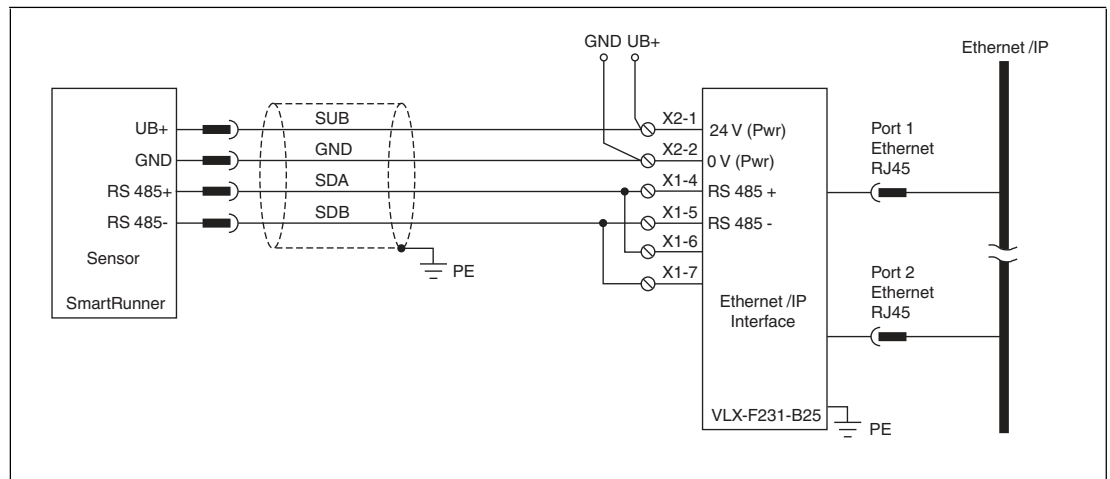 GND UB+
Ethernet /IP
UB+
SUB
X2-1
24 V (Pwr)
GND
GND
X2-2
0 V (Pwr)
RS 485+
SDA
X1-4
RS 485 +
RS 485-
SDB
X1-5
RS 485 -
X1-6
X1-7
Sensor
SmartRunner
PE
Port 1
Ethernet
RJ45
Port 2
Ethernet
RJ45
Ethernet /IP
Interface
VLX-F231-B25
PE